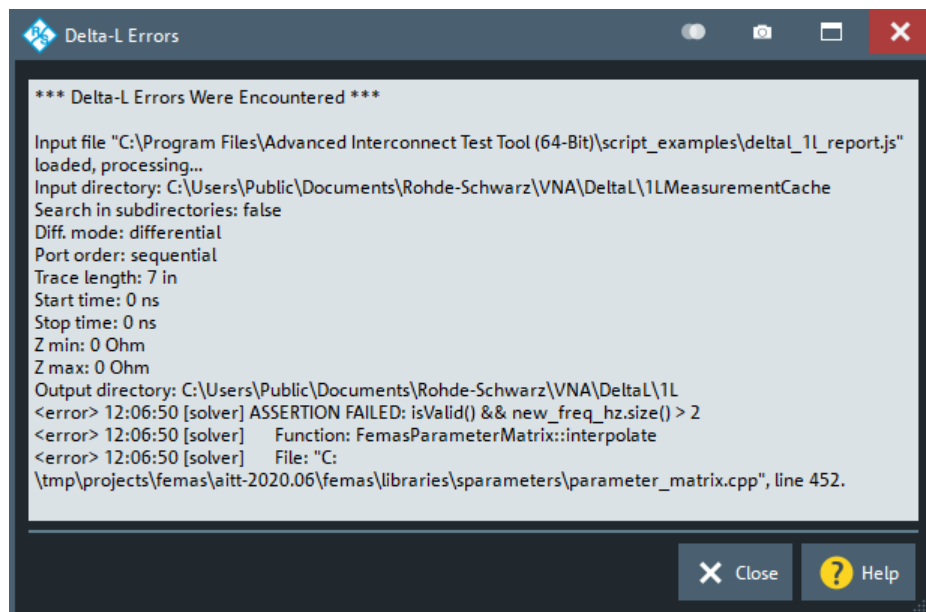 R&S
Delta-L Errors
*** Delta-L Errors Were Encountered ***
Input file "C:\Program Files\Advanced Interconnect Test Tool (64-Bit)\script_examples\deltaL_1l_report.js"
loaded, processing...
Input directory: C:\Users\Public\Documents\Rohde-Schwarz\VNA\DeltaL\1LMeasurementCache
Search in subdirectories: false
Diff. mode: differential
Port order: sequential
Trace length: 7 in
Start time: 0 ns
Stop time: 0 ns
Z min: 0 Ohm
Z max: 0 Ohm
Output directory: C:\Users\Public\Documents\Rohde-Schwarz\VNA\DeltaL\1L
<error> 12:06:50 [solver] ASSERTION FAILED: isValid() && new_freq_hz.size() > 2
<error> 12:06:50 [solver]    Function: FemasParameterMatrix::interpolate
<error> 12:06:50 [solver]    File: "C:
\tmp\projects\femas\aitt-2020.06\femas\libraries\sparameters\parameter_matrix.cpp", line 452.
Close
? Help